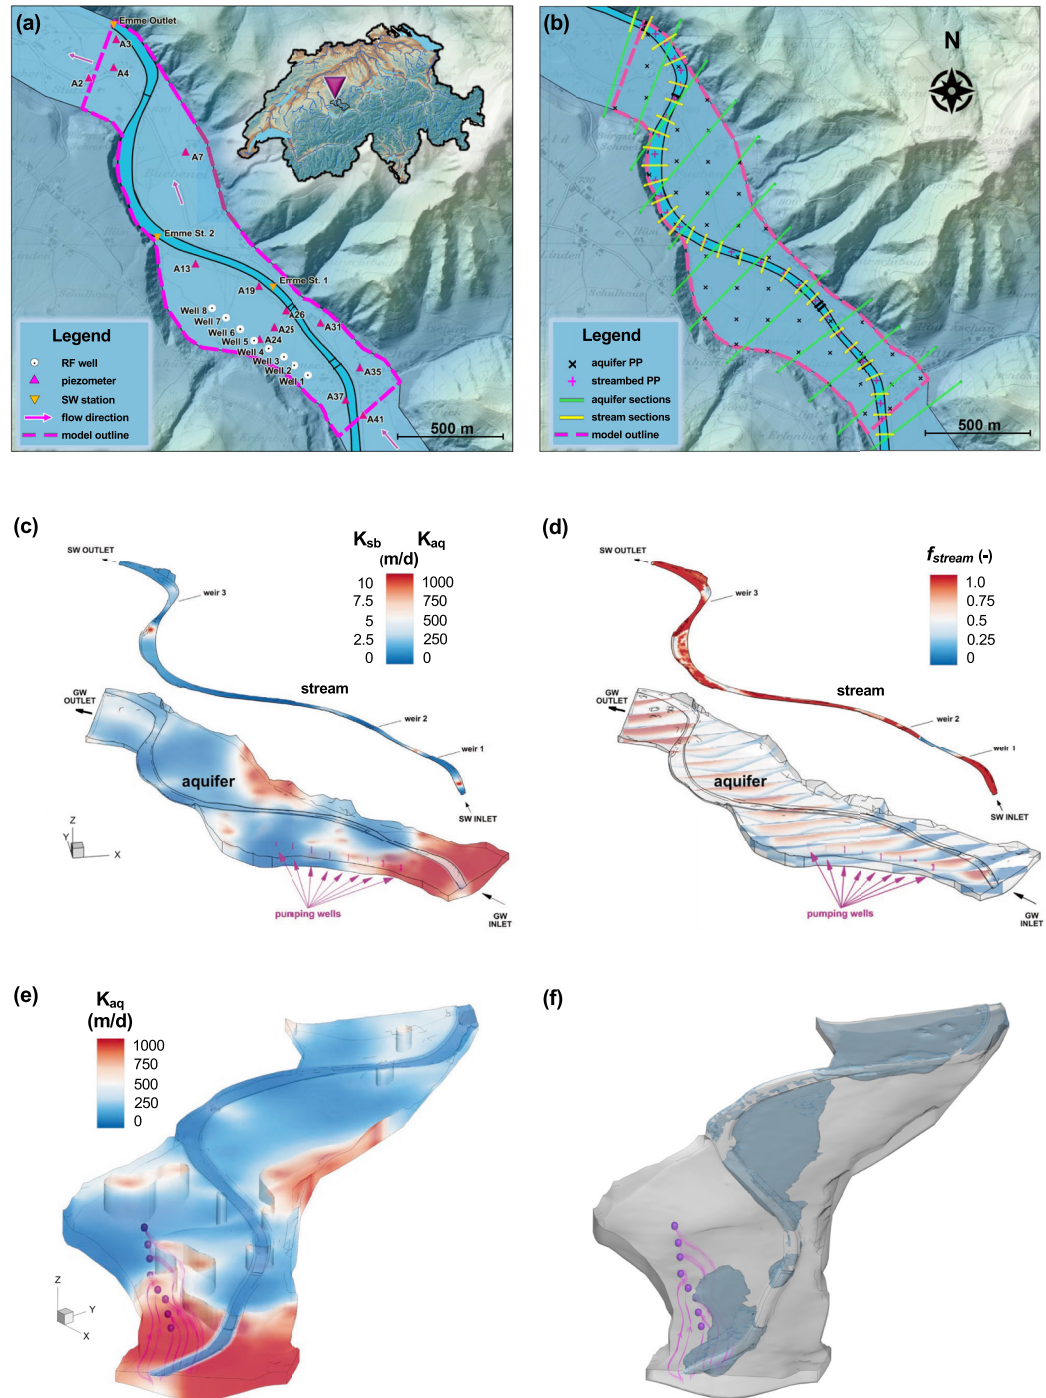 (a)
Emme Outlet
A3
A4
A2
A7
Emme St. 2
A13
Emme St. 1
A19
Well 8
A26
Well 7
A31
Well 6
A25
Well 5
A24
Well 4
Well 3
A35
Well 2
Well 1
A37
A41
Legend
RF well
piezometer
SW station
flow direction
model outline
500 m
(b)
N
Legend
aquifer PP
streambed PP
aquifer sections
stream sections
model outline
500 m
(c)
Ksb Kaq
(m/d)
10 1000
7.5 750
5 500
2.5 250
0 0
SW OUTLET
weir 3
stream
GW
OUTLET
weir 2
weir 1
aquifer
SW INLET
Z
Y
X
pumping wells
GW
INLET
(d)
fstream (-)
1.0
0.75
0.5
0.25
0
SW OUTLET
weir 3
stream
GW
OUTLET
weir 2
weir 1
aquifer
SW INLET
pumping wells
GW
INLET
(e)
Kaq
(m/d)
1000
750
500
250
0
Z
Y
X
(f)